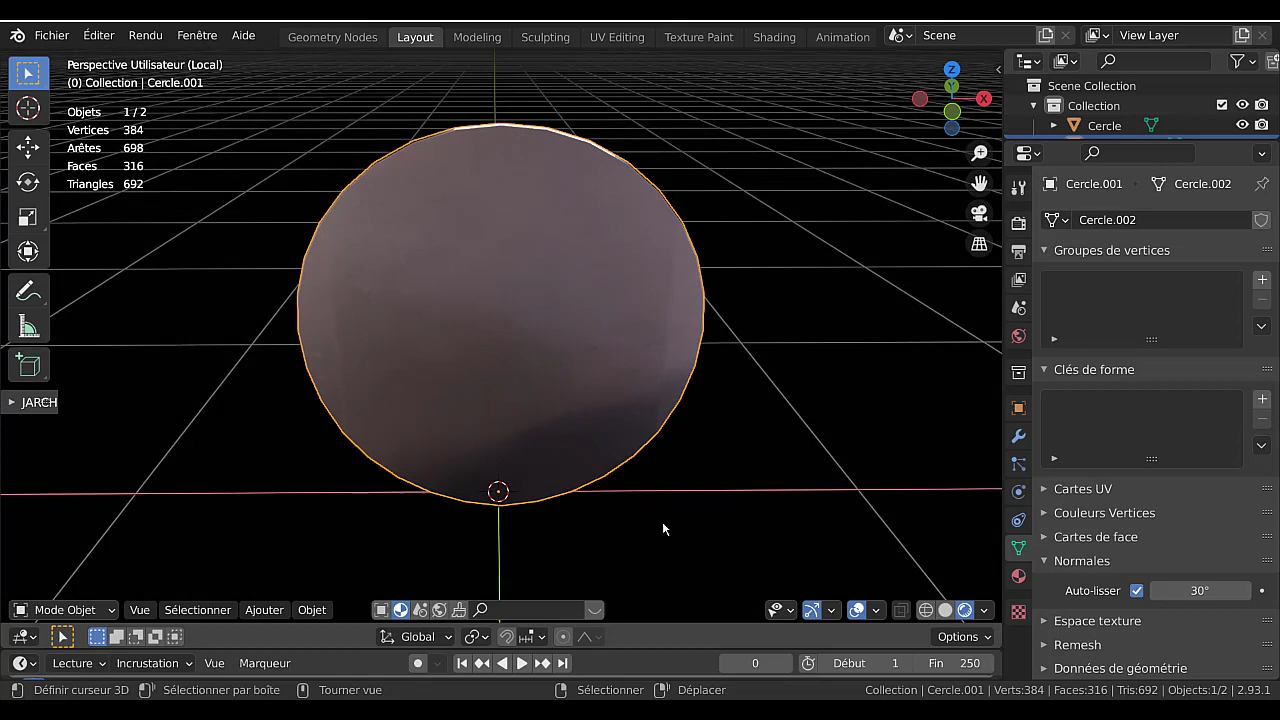 Fichier Éditer Rendu Fenêtre Aide Geometry Nodes Layout Modeling Sculpting UV Editing Texture Paint Shading Animation Scene View Layer
Perspective Utilisateur (Local)
(0) Collection | Cercle.001
Objets 1 / 2
Vertices 384
Arêtes 698
Faces 316
Triangles 692
Z
Y
X
JARCH
Scene Collection
Collection
Cercle
Cercle.001 Cercle.002
Cercle.002
Groupes de vertices
Clés de forme
Cartes UV
Couleurs Vertices
Cartes de face
Normales
Auto-lisser 30°
Espace texture
Remesh
Données de géométrie
Mode Objet Vue Sélectionner Ajouter Objet
Global Options
Lecture Incrustation Vue Marqueur 0 Début 1 Fin 250
Définir curseur 3D Sélectionner par boîte Tourner vue Sélectionner Déplacer Collection | Cercle.001 | Verts:384 | Faces:316 | Tris:692 | Objects:1/2 | 2.93.1